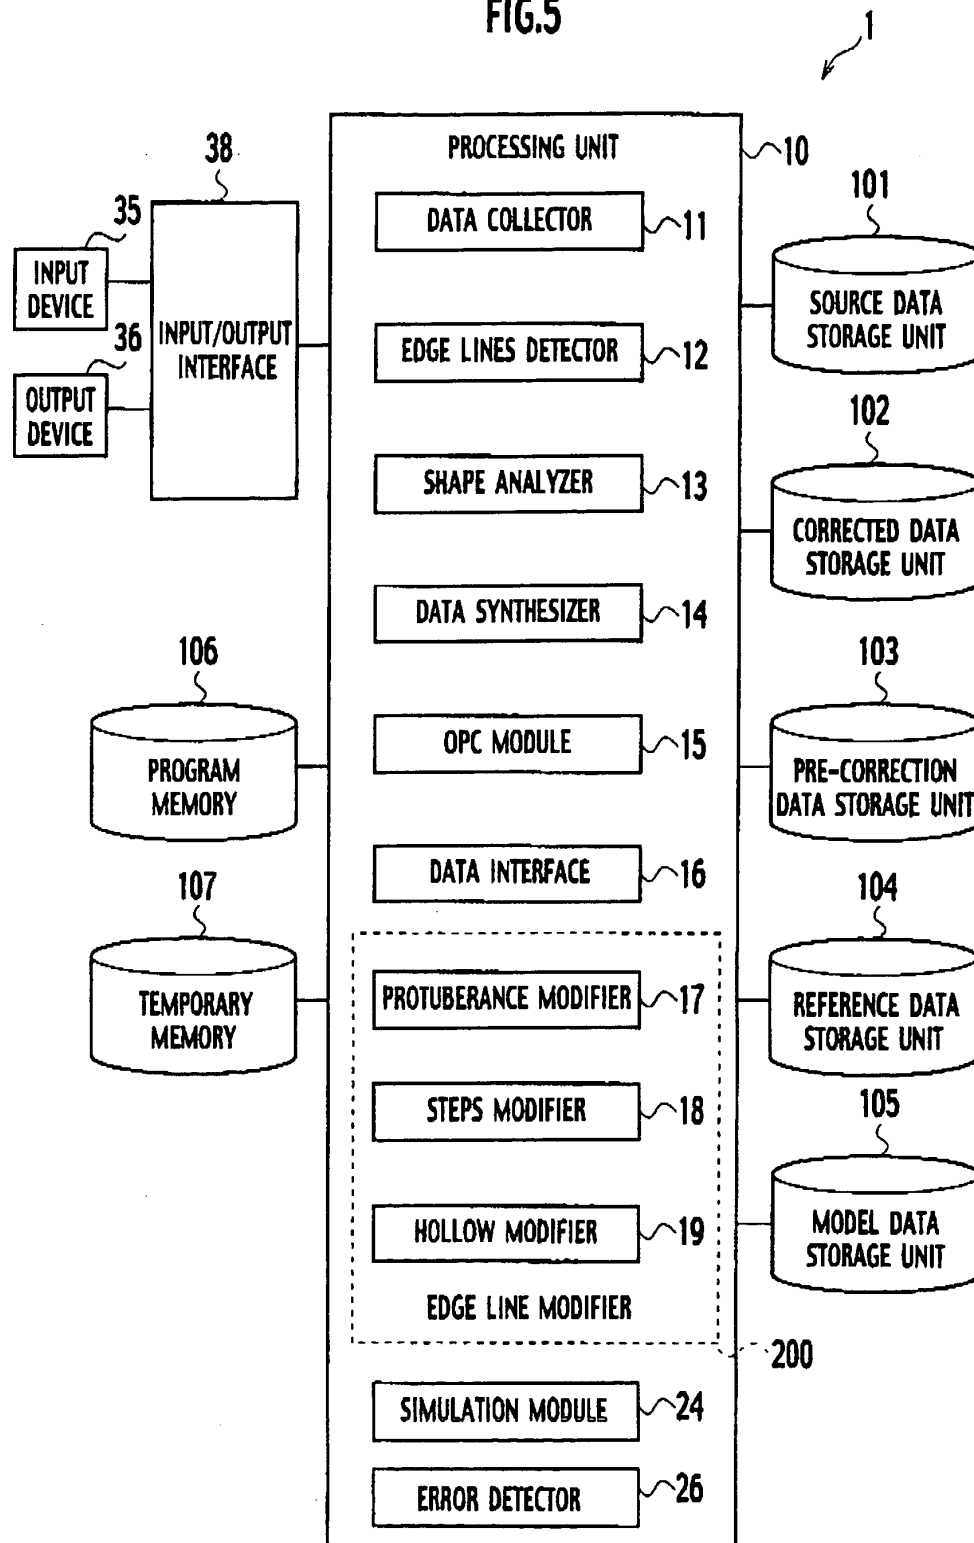 FIG.5
1
PROCESSING UNIT
10
38
35
INPUT
DEVICE
36
OUTPUT
DEVICE
INPUT/OUTPUT
INTERFACE
DATA COLLECTOR
11
EDGE LINES DETECTOR
12
SHAPE ANALYZER
13
DATA SYNTHESIZER
14
OPC MODULE
15
DATA INTERFACE
16
PROTUBERANCE MODIFIER
17
STEPS MODIFIER
18
HOLLOW MODIFIER
19
EDGE LINE MODIFIER
200
SIMULATION MODULE
24
ERROR DETECTOR
26
106
PROGRAM
MEMORY
107
TEMPORARY
MEMORY
101
SOURCE DATA
STORAGE UNIT
102
CORRECTED DATA
STORAGE UNIT
103
PRE-CORRECTION
DATA STORAGE UNIT
104
REFERENCE DATA
STORAGE UNIT
105
MODEL DATA
STORAGE UNIT